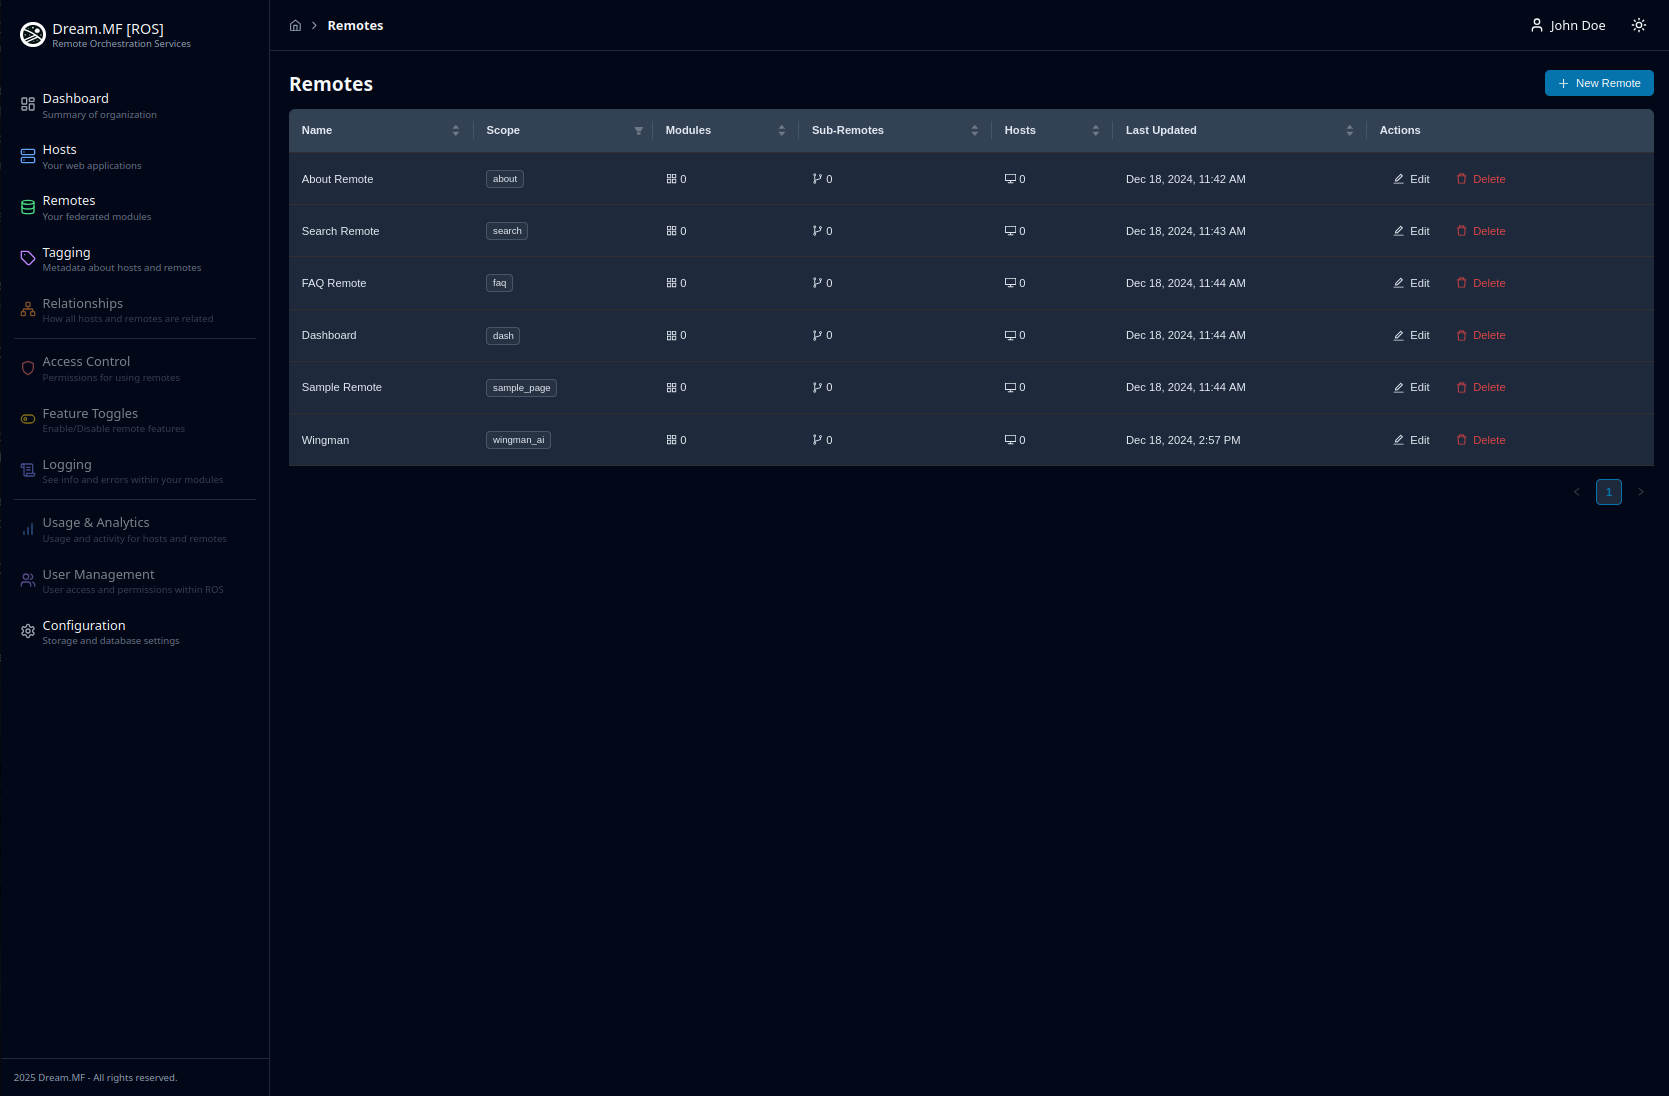 Dream.MF [ROS]
Remote Orchestration Services
Dashboard
Summary of organization
Hosts
Your web applications
Remotes
Your federated modules
Tagging
Metadata about hosts and remotes
Relationships
How all hosts and remotes are related
Access Control
Permissions for using remotes
Feature Toggles
Enable/Disable remote features
Logging
See info and errors within your modules
Usage & Analytics
Usage and activity for hosts and remotes
User Management
User access and permissions within ROS
Configuration
Storage and database settings
2025 Dream.MF - All rights reserved.
Remotes
John Doe
Remotes
New Remote
Name Scope Modules Sub-Remotes Hosts Last Updated Actions
About Remote about 0 0 0 Dec 18, 2024, 11:42 AM Edit Delete
Search Remote search 0 0 0 Dec 18, 2024, 11:43 AM Edit Delete
FAQ Remote faq 0 0 0 Dec 18, 2024, 11:44 AM Edit Delete
Dashboard dash 0 0 0 Dec 18, 2024, 11:44 AM Edit Delete
Sample Remote sample_page 0 0 0 Dec 18, 2024, 11:44 AM Edit Delete
Wingman wingman_ai 0 0 0 Dec 18, 2024, 2:57 PM Edit Delete
1